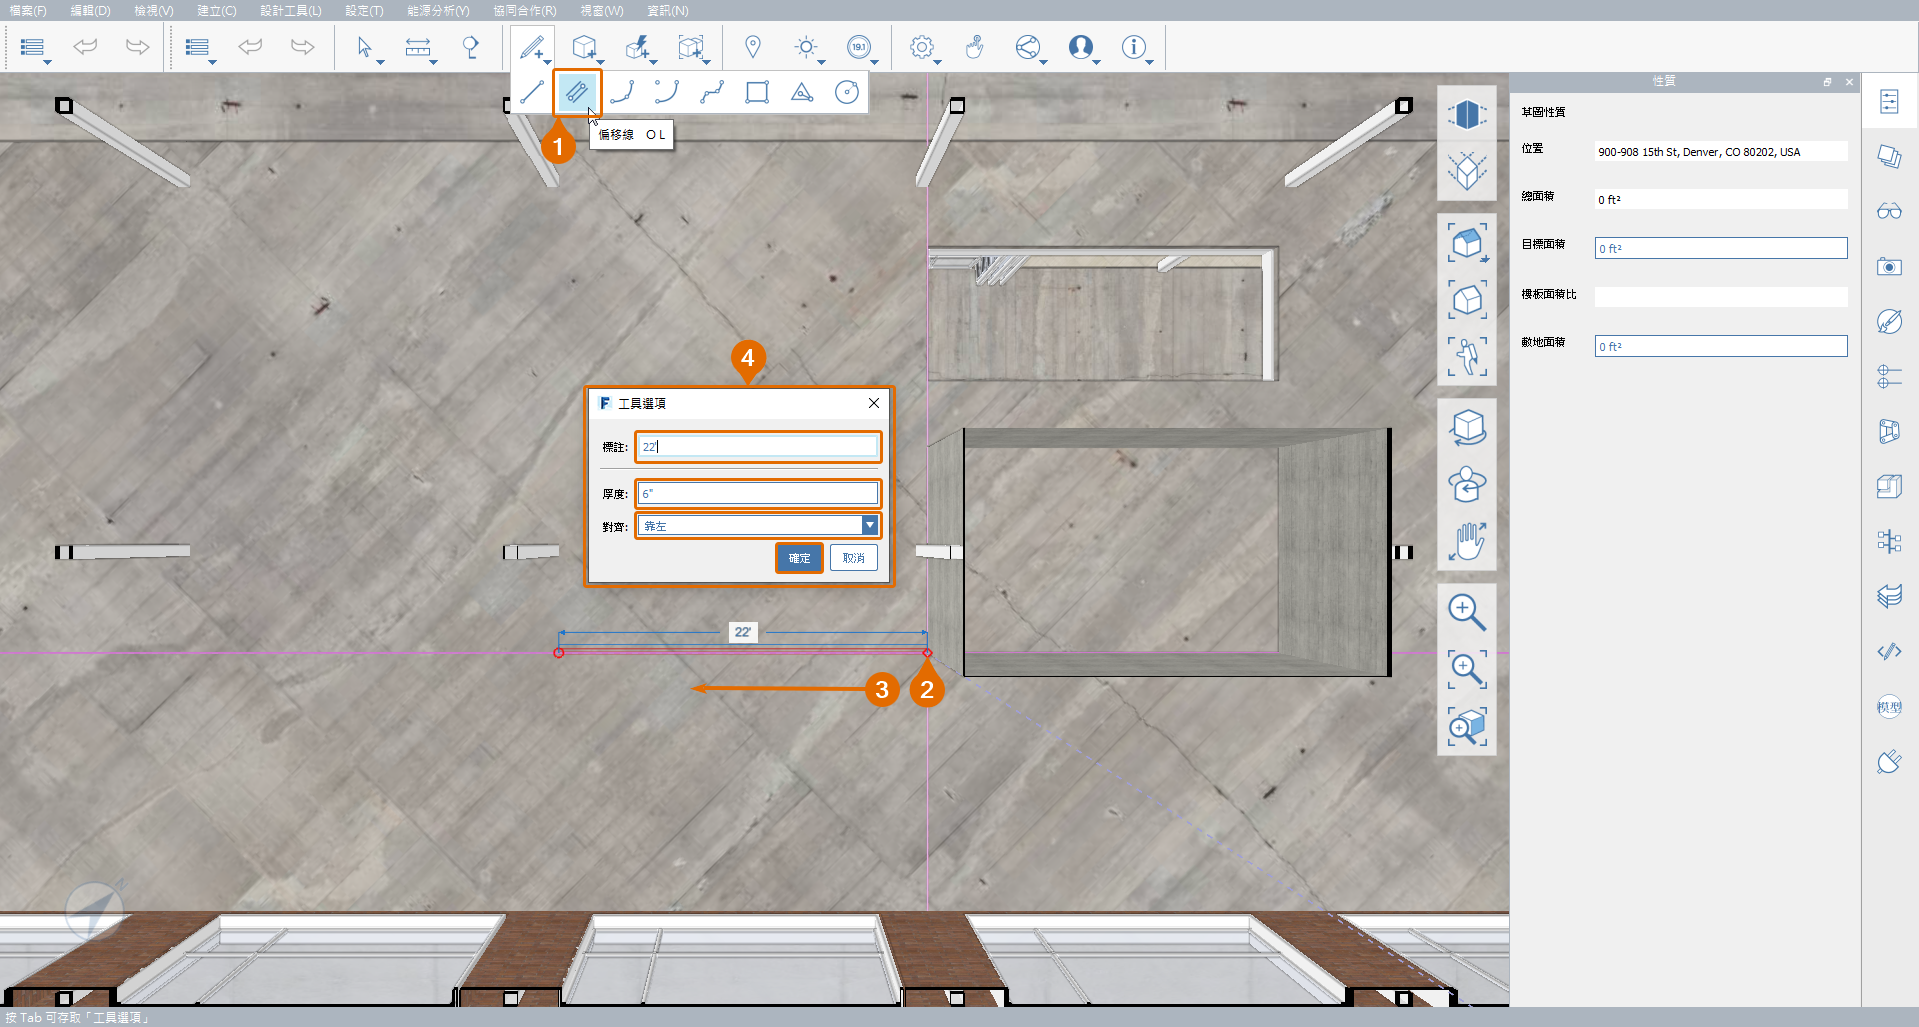 檔案(F) 編輯(D) 檢視(V) 建立(C) 設計工具(L) 設定(T) 能源分析(Y) 協同合作(R) 視窗(W) 資訊(N)
19.1
偏移線 O L
1
性質
草圖性質
位置 900-908 15th St, Denver, CO 80202, USA
總面積 0 ft²
目標面積 0 ft²
樓板面積比
敷地面積 0 ft²
4
工具選項
標註: 22'
厚度: 6"
對齊: 靠左
確定 取消
22'
3 2
模型
N
按 Tab 可存取「工具選項」